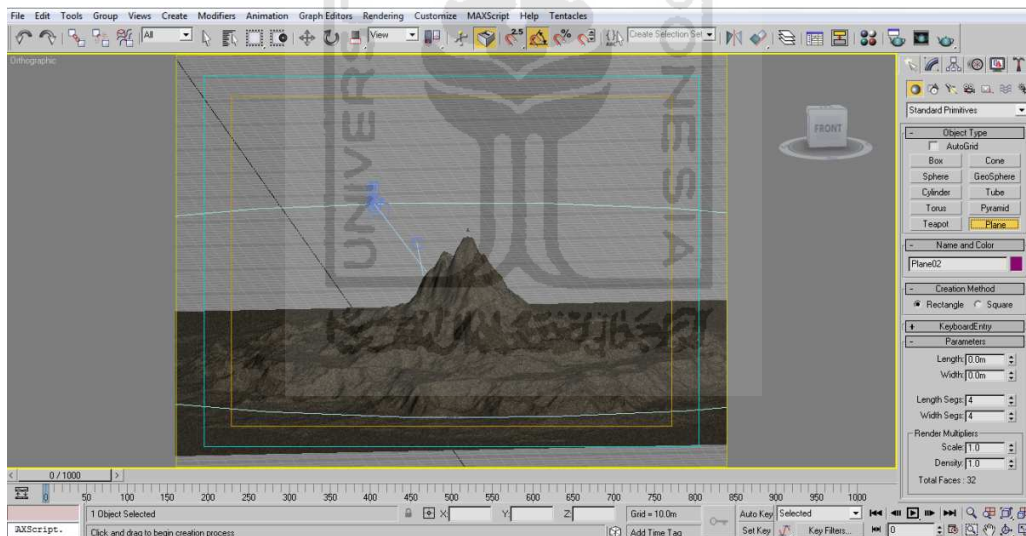 File Edit Tools Group Views Create Modifiers Animation Graph Editors Rendering Customize MAXScript Help Tentacles
All View 2.5 Create Selection Set
Orthographic
FRONT
UNIVERS
ONESIA
Standard Primitives
- Object Type
AutoGrid
Box Cone
Sphere GeoSphere
Cylinder Tube
Torus Pyramid
Teapot Plane
- Name and Color
Plane02
- Creation Method
Rectangle Square
+ KeyboardEntry
- Parameters
Length: 0.0m
Width: 0.0m
Length Segs: 4
Width Segs: 4
Render Multipliers
Scale: 1.0
Density: 1.0
Total Faces : 32
< 0 / 1000 >
0 50 100 150 200 250 300 350 400 450 500 550 600 650 700 750 800 850 900 950 1000
1 Object Selected X: Y: Z: Grid = 10.0m Auto Key Selected
AXScript. Click and drag to begin creation process Add Time Tag Set Key Key Filters... 0